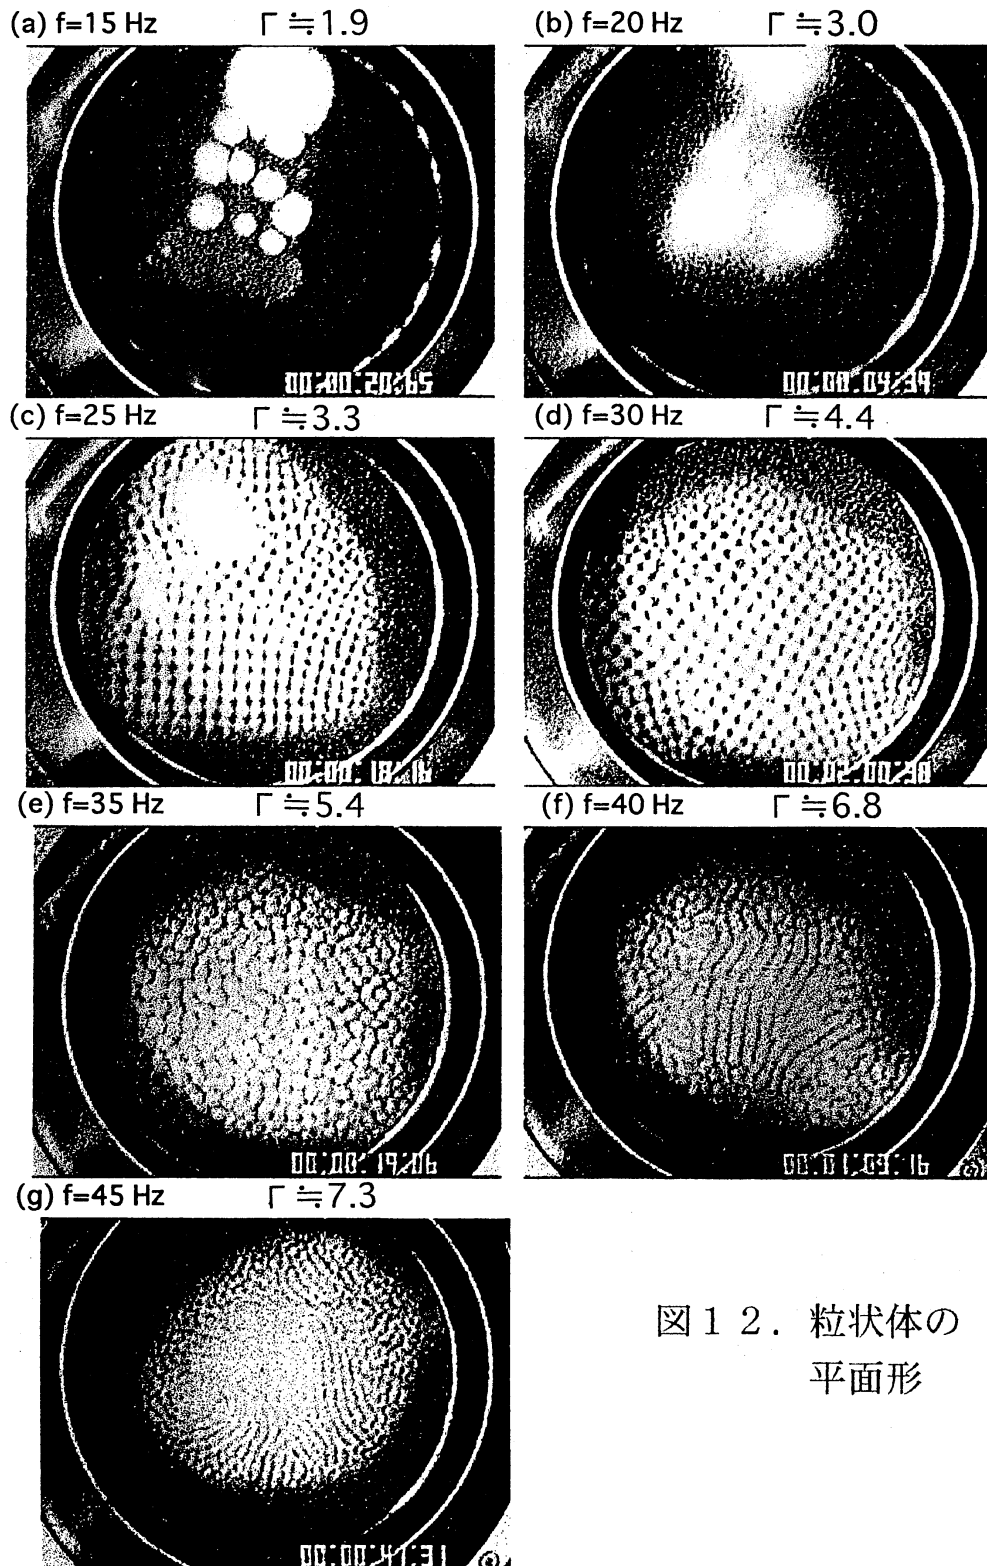 (a) f=15 Hz Γ≒1.9
(b) f=20 Hz Γ≒3.0
00:00:20:65
00:00:04:39
(c) f=25 Hz Γ≒3.3
(d) f=30 Hz Γ≒4.4
00:00:18:16
00:02:00:38
(e) f=35 Hz Γ≒5.4
(f) f=40 Hz Γ≒6.8
00:00:19:06
00:01:03:16
(g) f=45 Hz Γ≒7.3
00:00:41:31
図12. 粒状体の
平面形